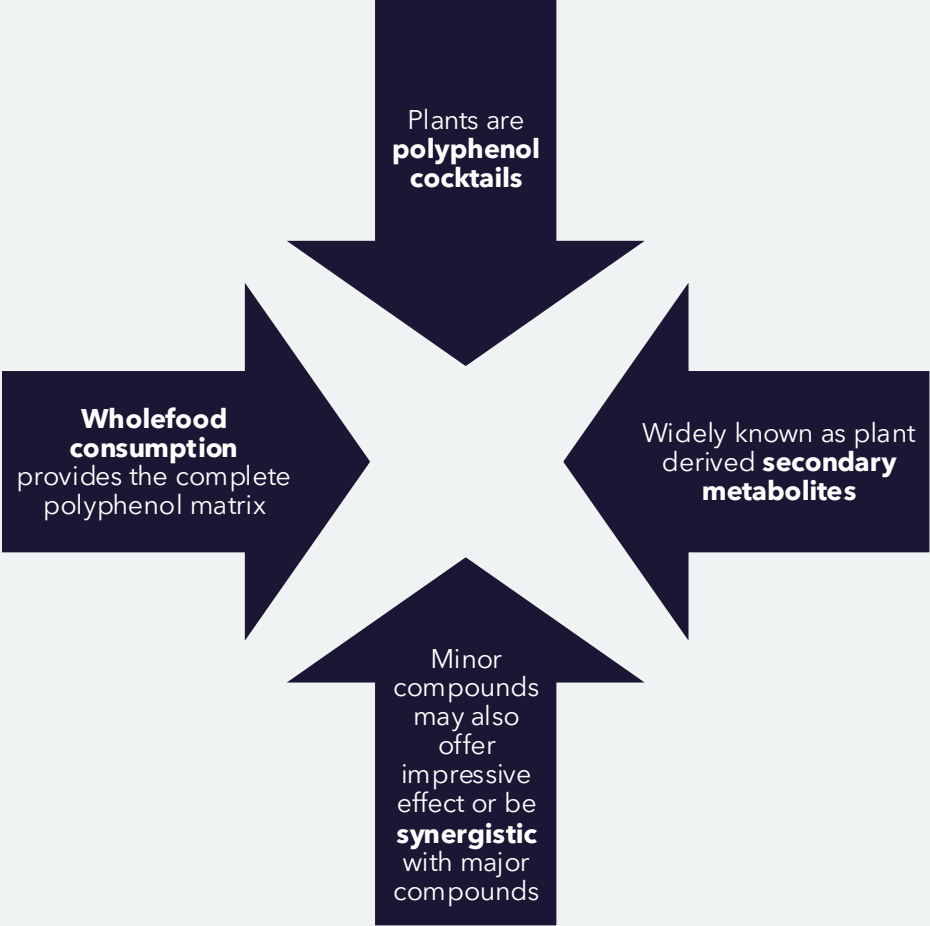 Plants are
polyphenol
cocktails
Wholefood
consumption
provides the complete
polyphenol matrix
Widely known as plant
derived secondary
metabolites
Minor
compounds
may also
offer
impressive
effect or be
synergistic
with major
compounds